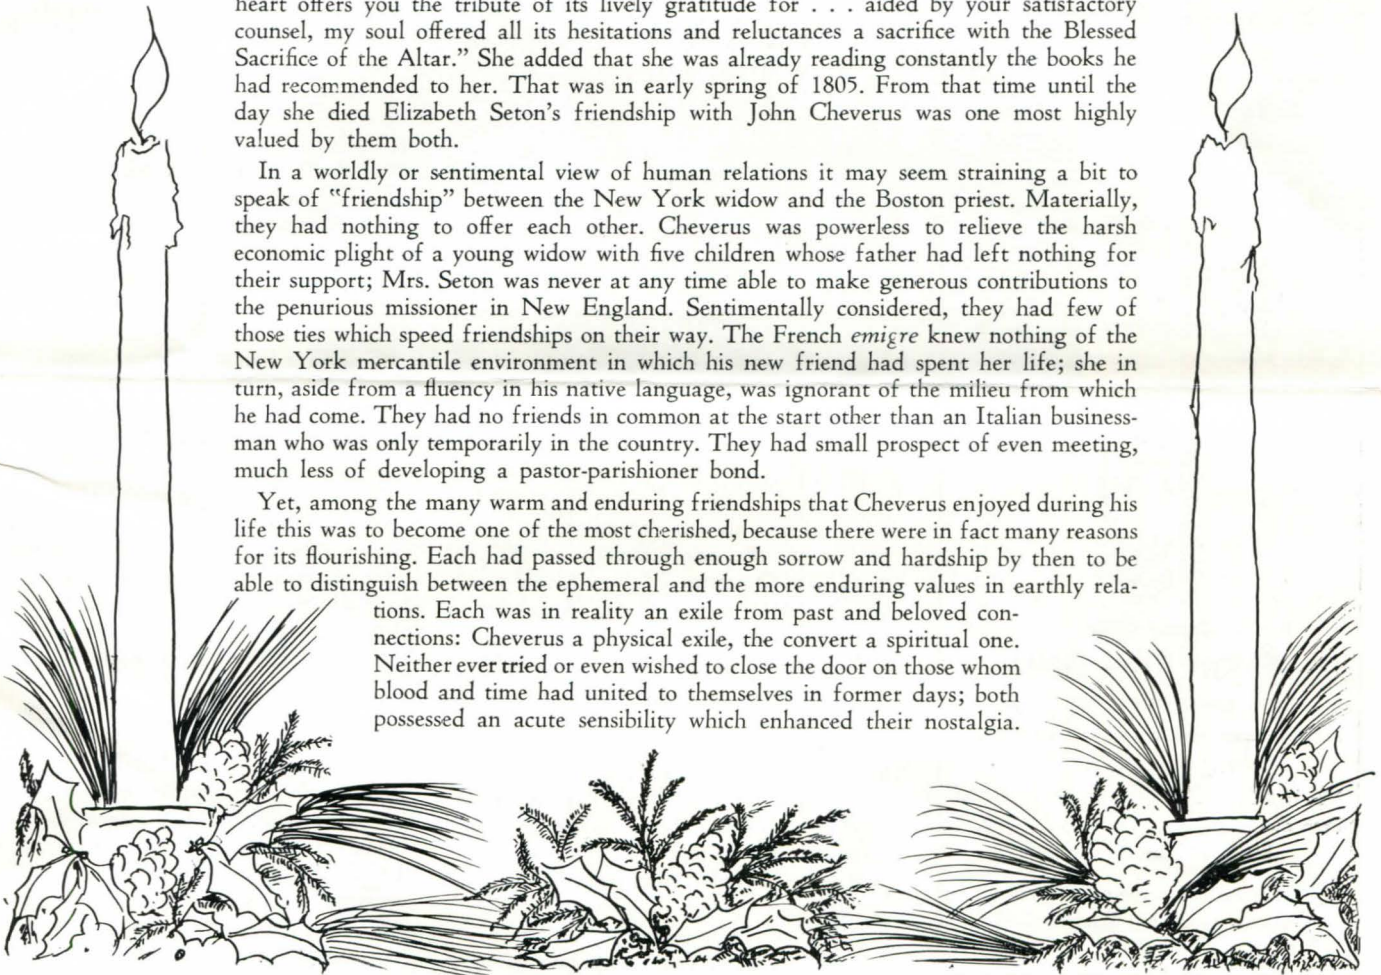 heart offers you the tribute of its lively gratitude for . . . aided by your satisfactory
counsel, my soul offered all its hesitations and reluctances a sacrifice with the Blessed
Sacrifice of the Altar.” She added that she was already reading constantly the books he
had recommended to her. That was in early spring of 1805. From that time until the
day she died Elizabeth Seton’s friendship with John Cheverus was one most highly
valued by them both.
In a worldly or sentimental view of human relations it may seem straining a bit to
speak of “friendship” between the New York widow and the Boston priest. Materially,
they had nothing to offer each other. Cheverus was powerless to relieve the harsh
economic plight of a young widow with five children whose father had left nothing for
their support; Mrs. Seton was never at any time able to make generous contributions to
the penurious missioner in New England. Sentimentally considered, they had few of
those ties which speed friendships on their way. The French emigre knew nothing of the
New York mercantile environment in which his new friend had spent her life; she in
turn, aside from a fluency in his native language, was ignorant of the milieu from which
he had come. They had no friends in common at the start other than an Italian business-
man who was only temporarily in the country. They had small prospect of even meeting,
much less of developing a pastor-parishioner bond.
Yet, among the many warm and enduring friendships that Cheverus enjoyed during his
life this was to become one of the most cherished, because there were in fact many reasons
for its flourishing. Each had passed through enough sorrow and hardship by then to be
able to distinguish between the ephemeral and the more enduring values in earthly rela-
tions. Each was in reality an exile from past and beloved con-
nections: Cheverus a physical exile, the convert a spiritual one.
Neither ever tried or even wished to close the door on those whom
blood and time had united to themselves in former days; both
possessed an acute sensibility which enhanced their nostalgia.